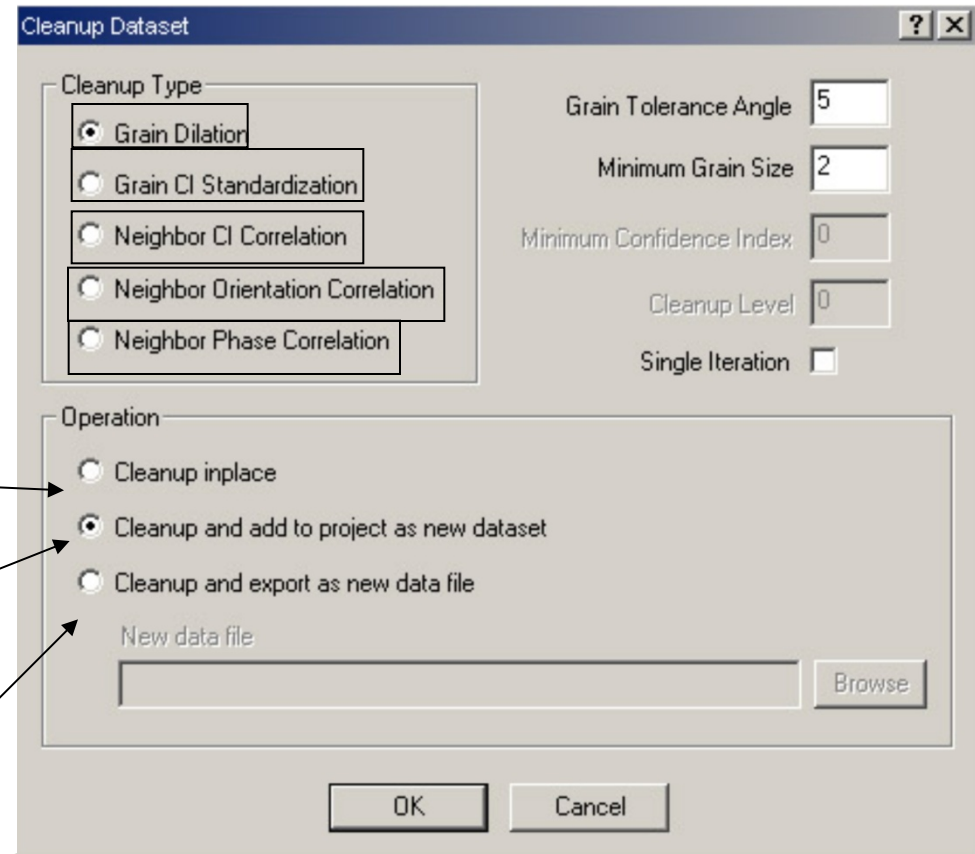 Cleanup Dataset
Cleanup Type
Grain Dilation
Grain CI Standardization
Neighbor CI Correlation
Neighbor Orientation Correlation
Neighbor Phase Correlation
Grain Tolerance Angle 5
Minimum Grain Size 2
Minimum Confidence Index 0
Cleanup Level 0
Single Iteration
Operation
Cleanup inplace
Cleanup and add to project as new dataset
Cleanup and export as new data file
New data file
Browse
OK Cancel